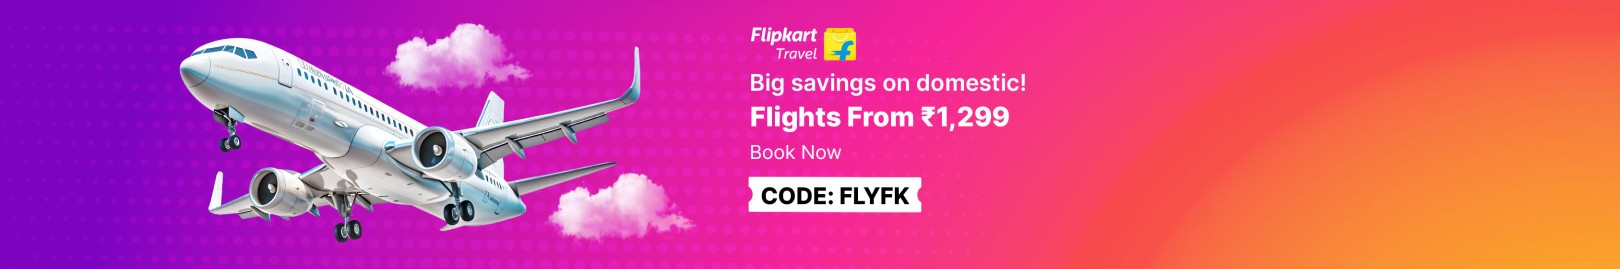 Flipkart
Travel
Big savings on domestic!
Flights From ₹1,299
Book Now
CODE: FLYFK